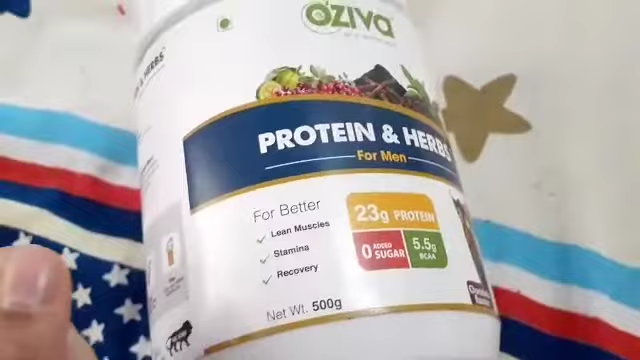 OZIVA
PROTEIN & HERBS
For Men
For Better
Lean Muscles
Stamina
Recovery
23g PROTEIN
0 ADDED SUGAR
5.5g BCAA
Net Wt. 500g